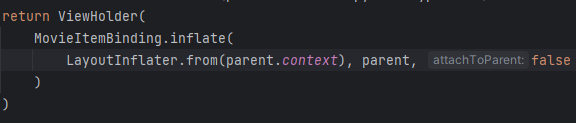 return ViewHolder(
MovieItemBinding.inflate(
LayoutInflater.from(parent.context), parent, attachToParent: false
)
)